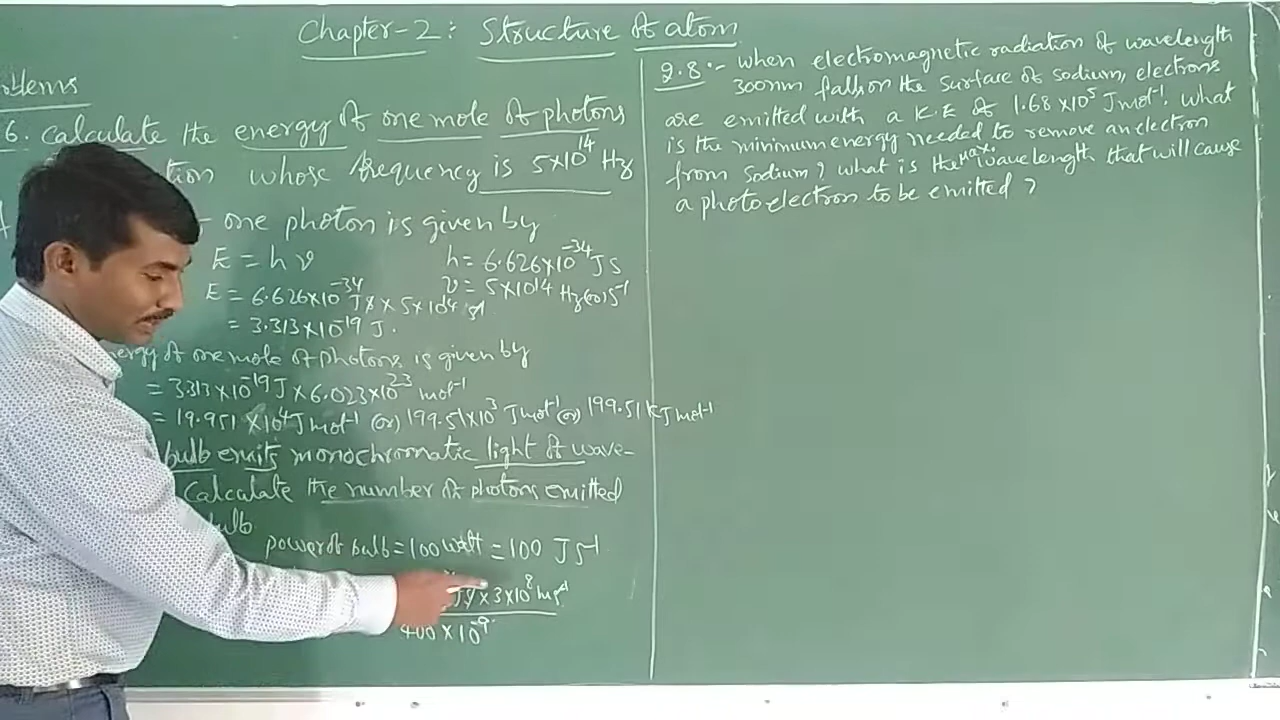 Chapter-2: Structure of atom
oblems
6. calculate the energy of one mole of photons
tion whose frequency is 5×10¹⁴ Hz
one photon is given by
E = hν h = 6.626×10⁻³⁴ JS
E = 6.626×10⁻³⁴ JS × 5×10¹⁴ S⁻¹ ν = 5×10¹⁴ Hz (or) S⁻¹
= 3.313×10⁻¹⁹ J.
nergy of one mole of photons is given by
= 3.313×10⁻¹⁹ J × 6.023×10²³ mol⁻¹
= 19.951 ×10⁴ J mol⁻¹ (or) 199.51×10³ J mol⁻¹ (or) 199.51 KJ mol⁻¹
bulb emits monochromatic light of wave-
Calculate the number of photons emitted
bulb
power of bulb = 100 watt = 100 J S⁻¹
JS × 3×10⁸ m s⁻¹
400 × 10⁻⁹
2.8:- when electromagnetic radiation of wavelength
300nm falls on the surface of sodium, electrons
are emitted with a K.E of 1.68 ×10⁵ J mol⁻¹. What
is the minimum energy needed to remove an electron
from sodium? what is the Max. wavelength that will cause
a photoelectron to be emitted ?